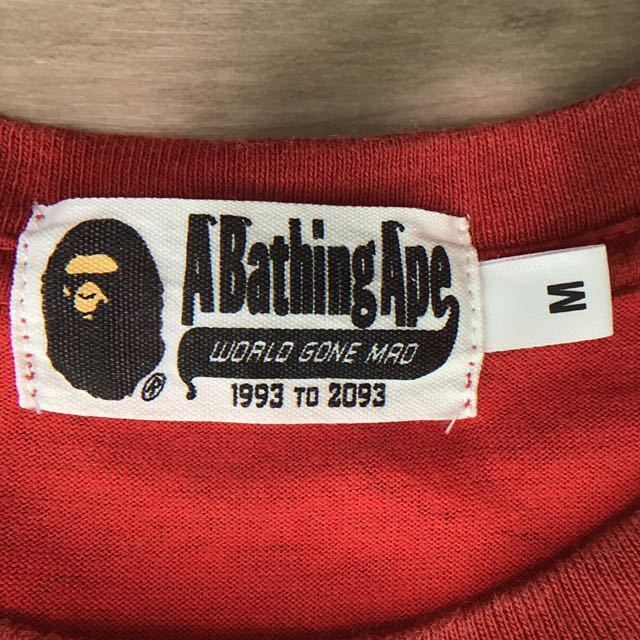 A Bathing Ape
WORLD GONE MAD
1993 TO 2093
®
M